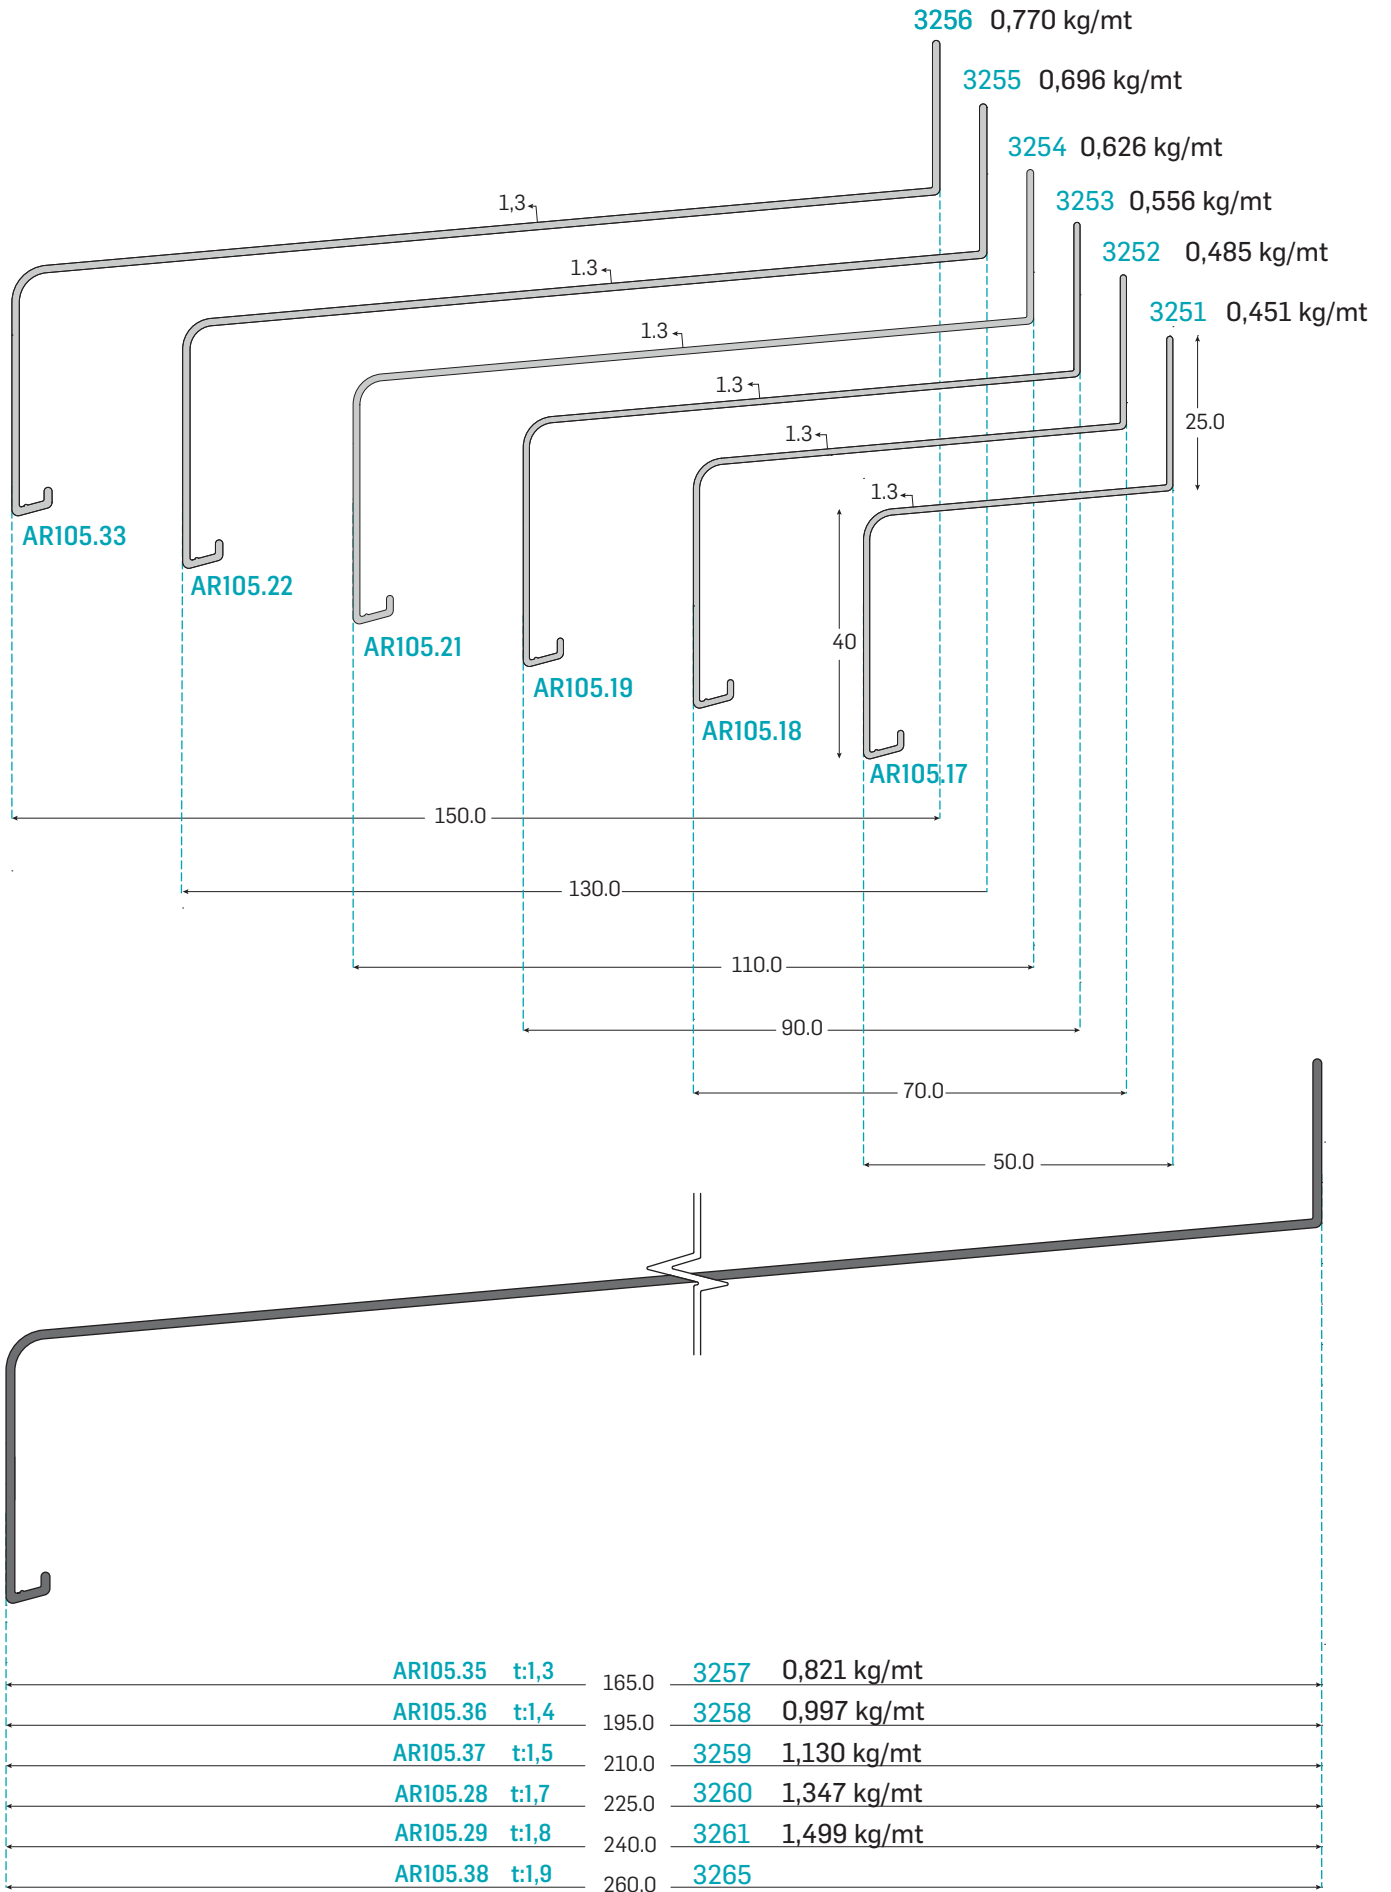 3256 0,770 kg/mt
3255 0,696 kg/mt
3254 0,626 kg/mt
3253 0,556 kg/mt
1,3
3252 0,485 kg/mt
1.3
3251 0,451 kg/mt
1.3
1.3
25.0
1.3
1.3
AR105.33
AR105.22
40
AR105.21
AR105.19
AR105.18
AR105.17
150.0
130.0
110.0
90.0
70.0
50.0
AR105.35 t:1,3 165.0 3257 0,821 kg/mt
AR105.36 t:1,4 195.0 3258 0,997 kg/mt
AR105.37 t:1,5 210.0 3259 1,130 kg/mt
AR105.28 t:1,7 225.0 3260 1,347 kg/mt
AR105.29 t:1,8 240.0 3261 1,499 kg/mt
AR105.38 t:1,9 260.0 3265